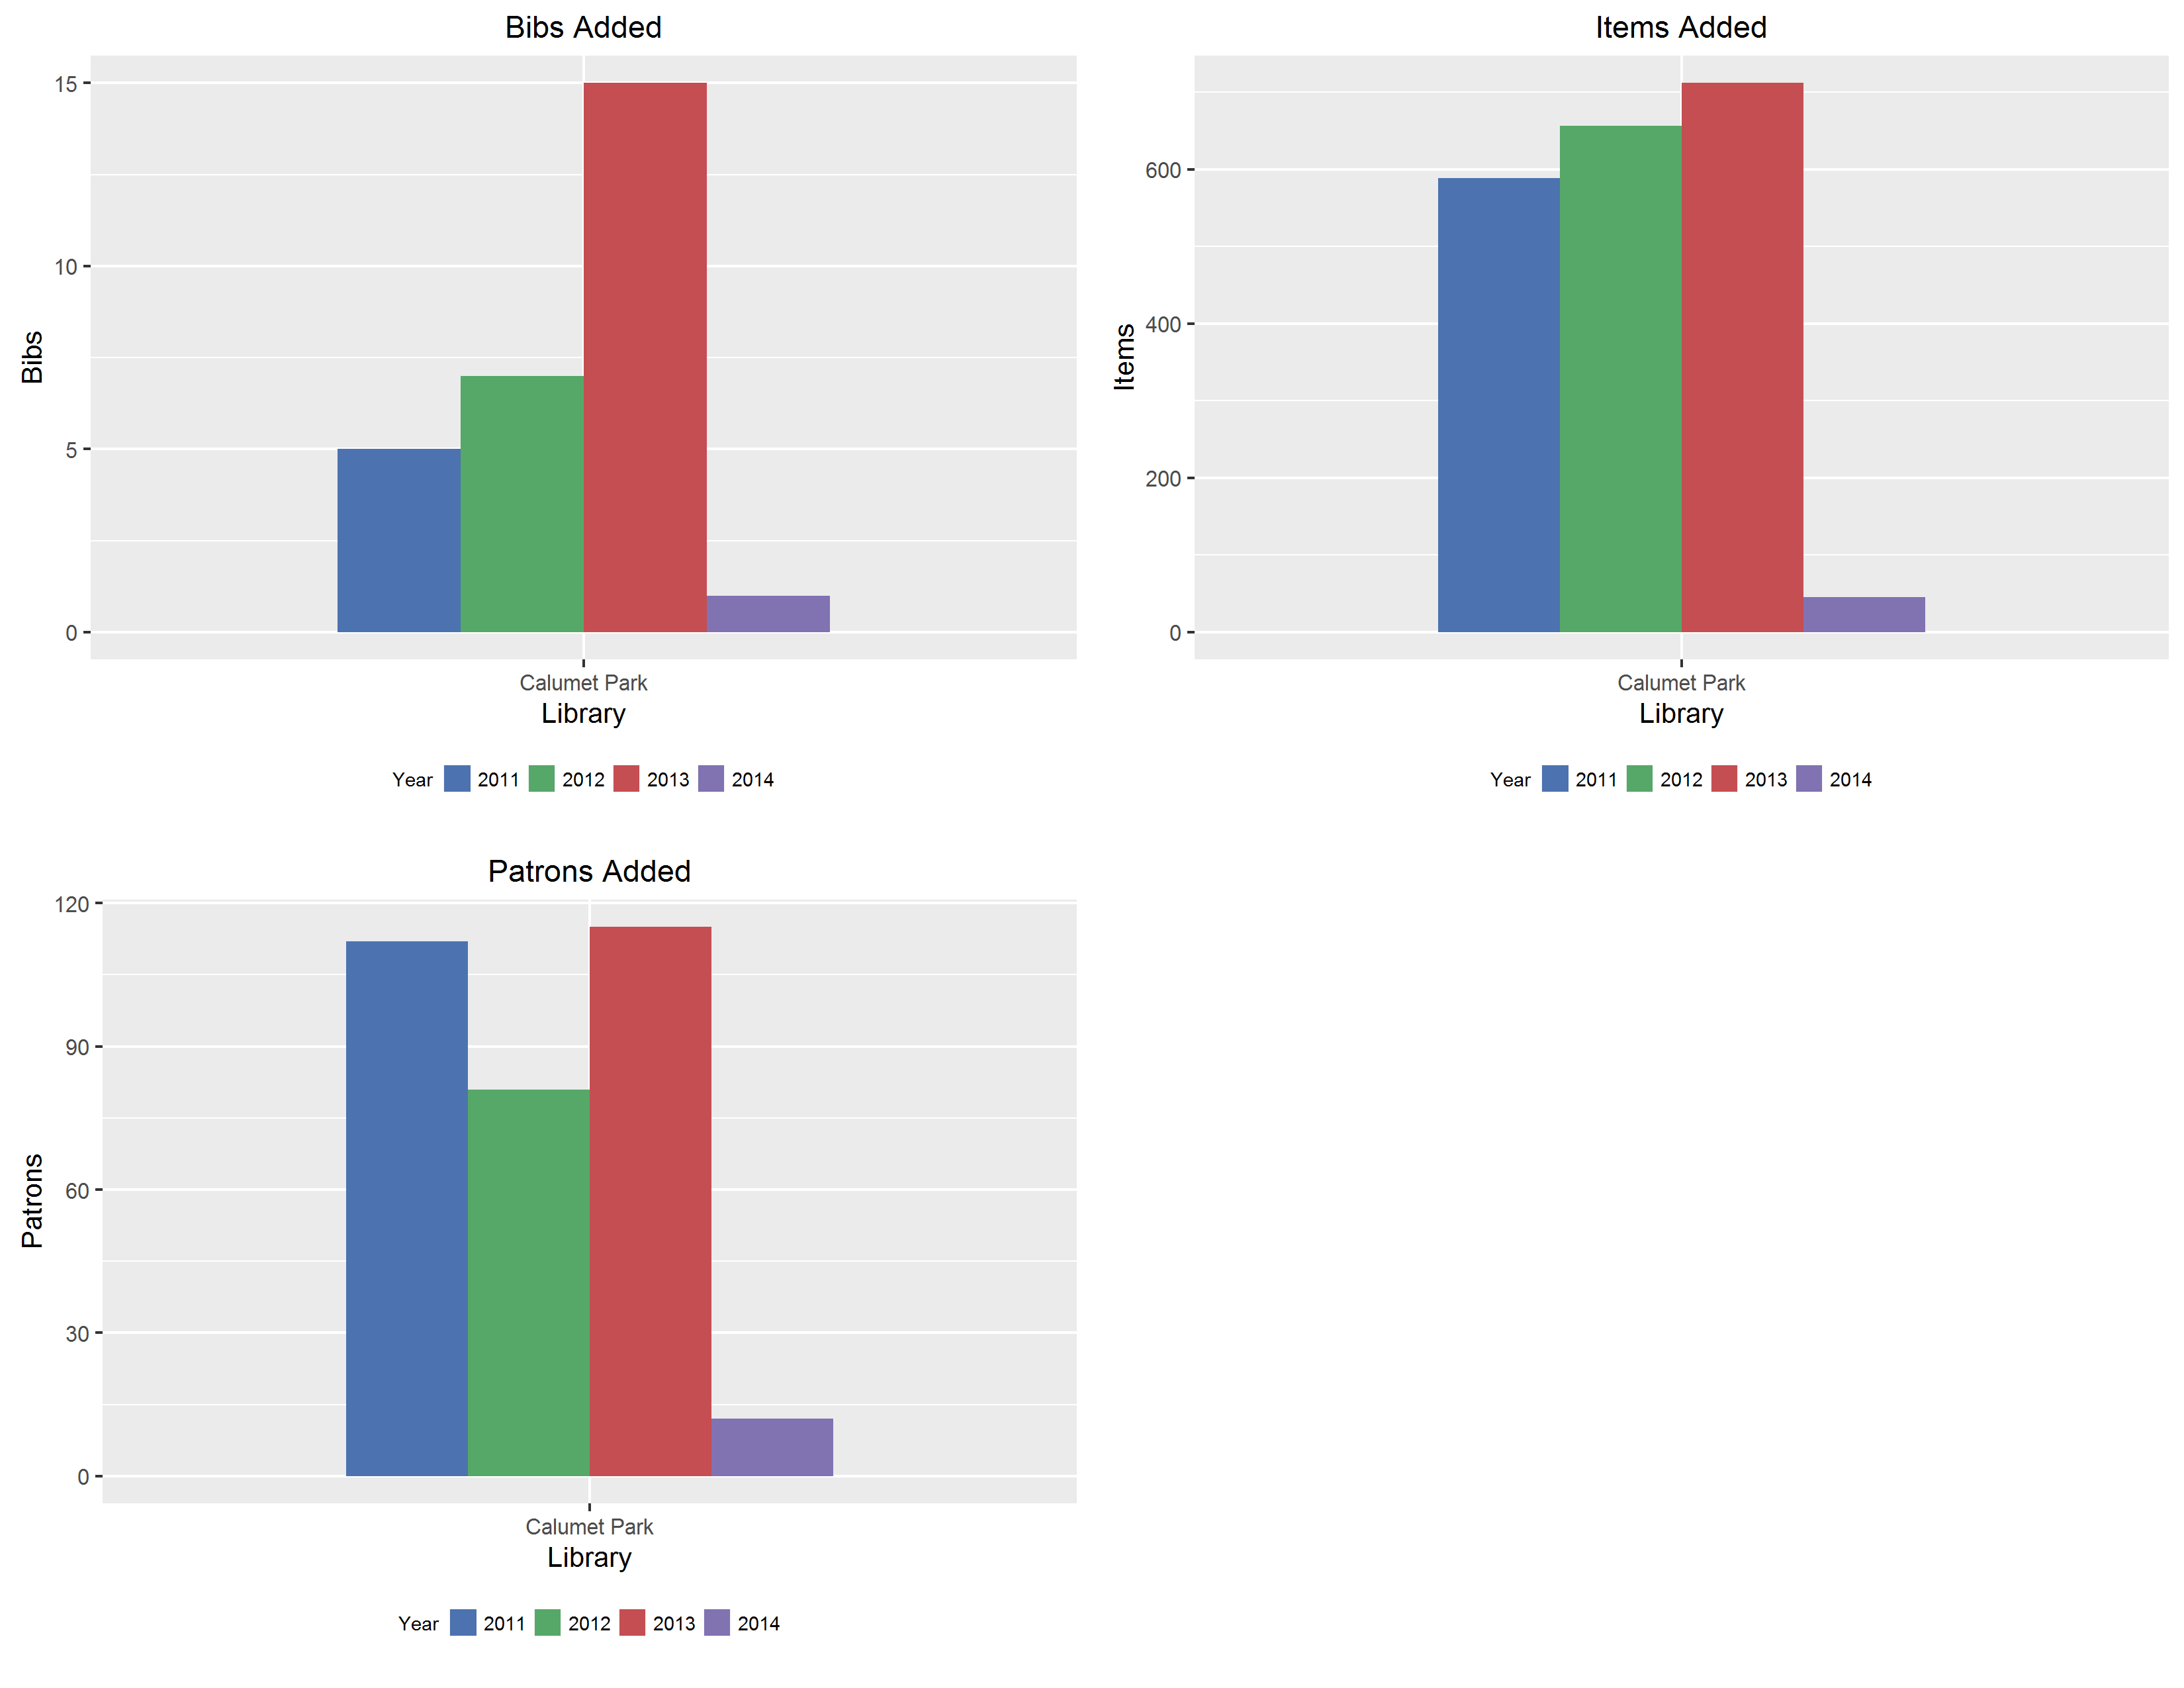 Bibs Added
15
10
5
0
Bibs
Calumet Park
Library
Year 2011 2012 2013 2014
Items Added
600
400
200
0
Items
Calumet Park
Library
Year 2011 2012 2013 2014
Patrons Added
120
90
60
30
0
Patrons
Calumet Park
Library
Year 2011 2012 2013 2014